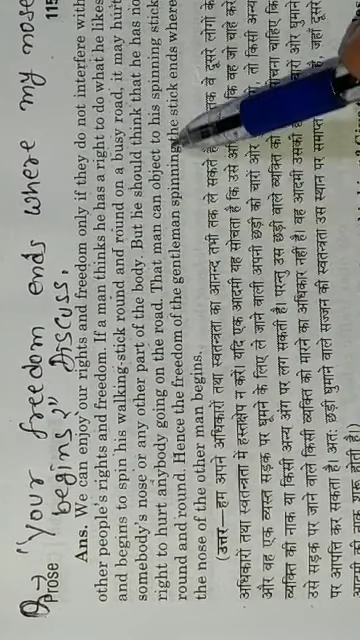 "Your freedom ends where my nose
115
begins." Discuss.
Prose
Ans. We can enjoy our rights and freedom only if they do not interfere with
other people's rights and freedom. If a man thinks he has a right to do what he likes
and begins to spin his walking-stick round and round on a busy road, it may hurt
somebody's nose or any other part of the body. But he should think that he has no
right to hurt anybody going on the road. That man can object to his spinning stick
round and round. Hence the freedom of the gentleman spinning the stick ends where
the nose of the other man begins.
(उत्तर—हम अपने अधिकारों तथा स्वतन्त्रता का आनन्द तभी तक ले सकते हैं तक वे दूसरे लोगों के
अधिकारों तथा स्वतन्त्रता में हस्तक्षेप न करें। यदि एक आदमी यह सोचता है कि उसे कि वह जो चाहे करे
और वह एक व्यस्त सड़क पर घूमने के लिए ले जाने वाली अपनी छड़ी को चारों ओर तो किसी अन्य
व्यक्ति की नाक या किसी अन्य अंग पर लग सकती है। परन्तु उस छड़ी वाले व्यक्ति को चाहिए कि
उसे सड़क पर जाने वाले किसी व्यक्ति को मारने का अधिकार नहीं है। वह आदमी उसकी ओर घुमाने
पर आपत्ति कर सकता है। अतः छड़ी घुमाने वाले सज्जन की स्वतन्त्रता उस स्थान पर समाप्त है, जहाँ दूसरे
आदमी की नाक शुरू होती है।)